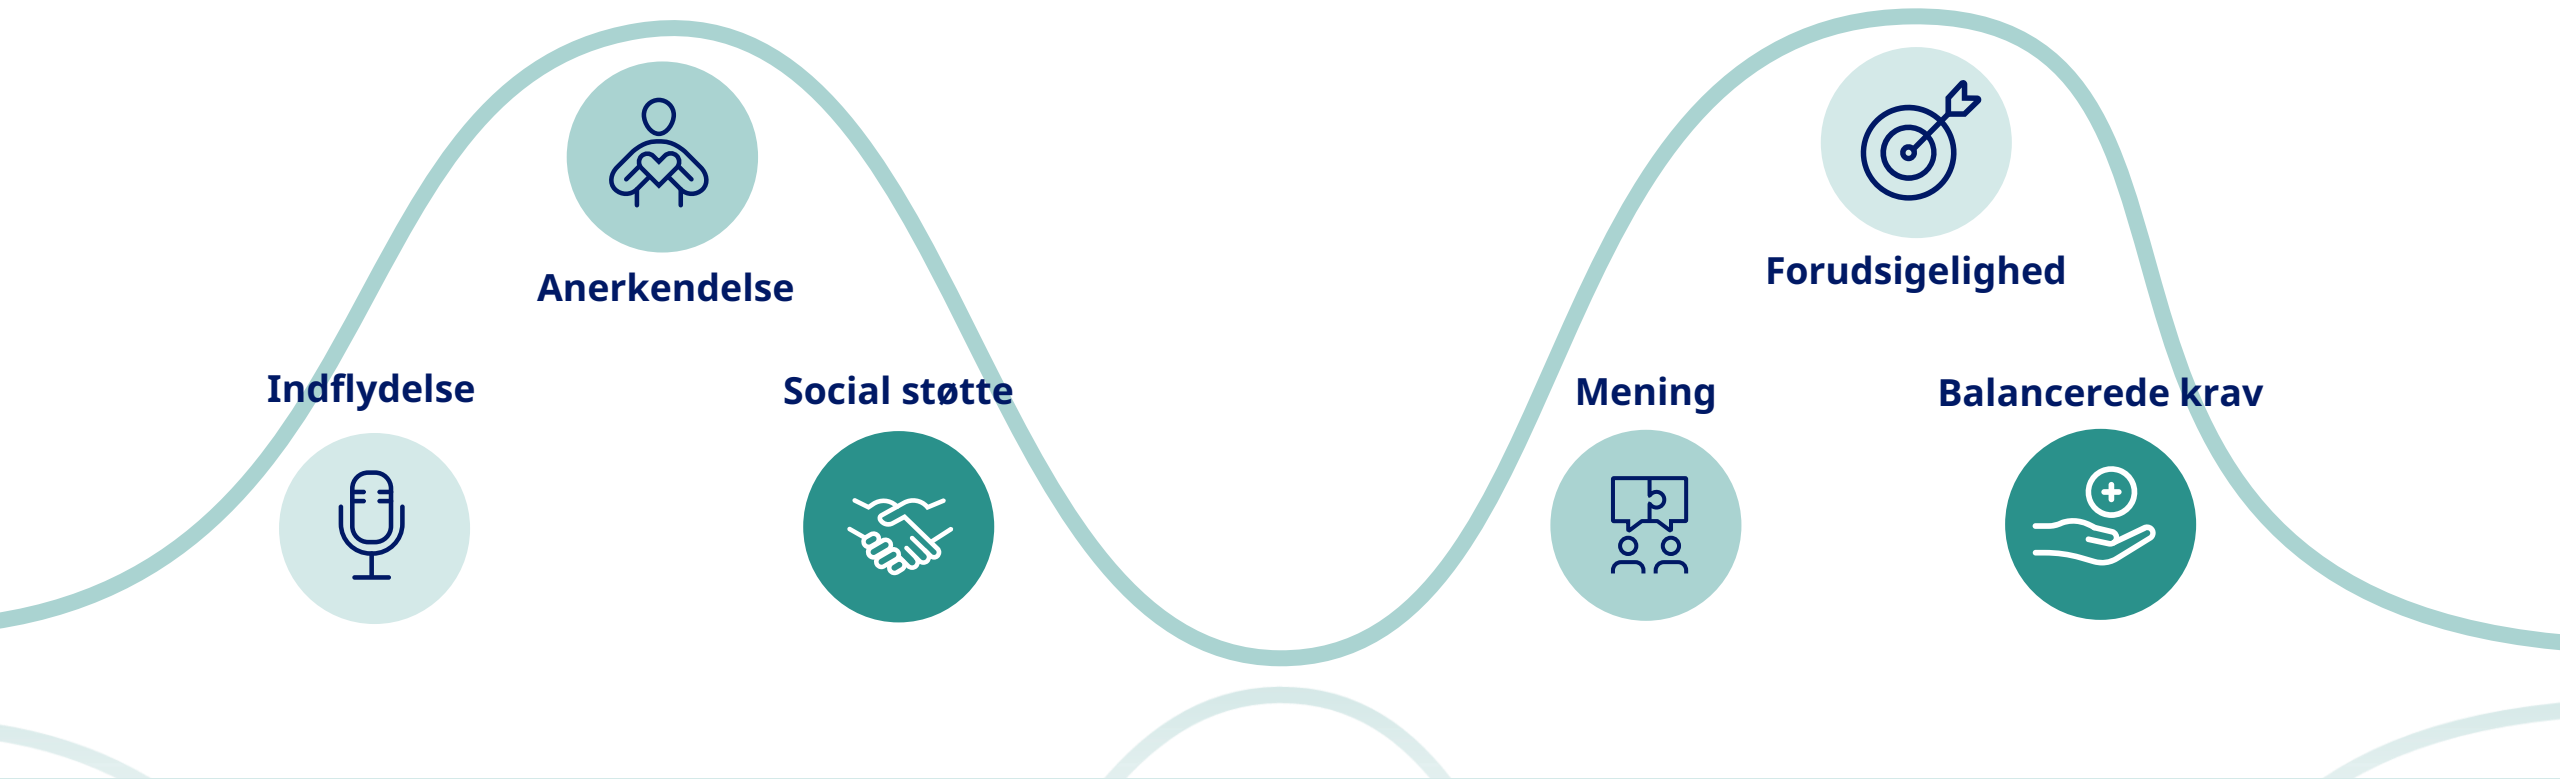 Anerkendelse
Indflydelse
Social støtte
Forudsigelighed
Mening
Balancerede krav